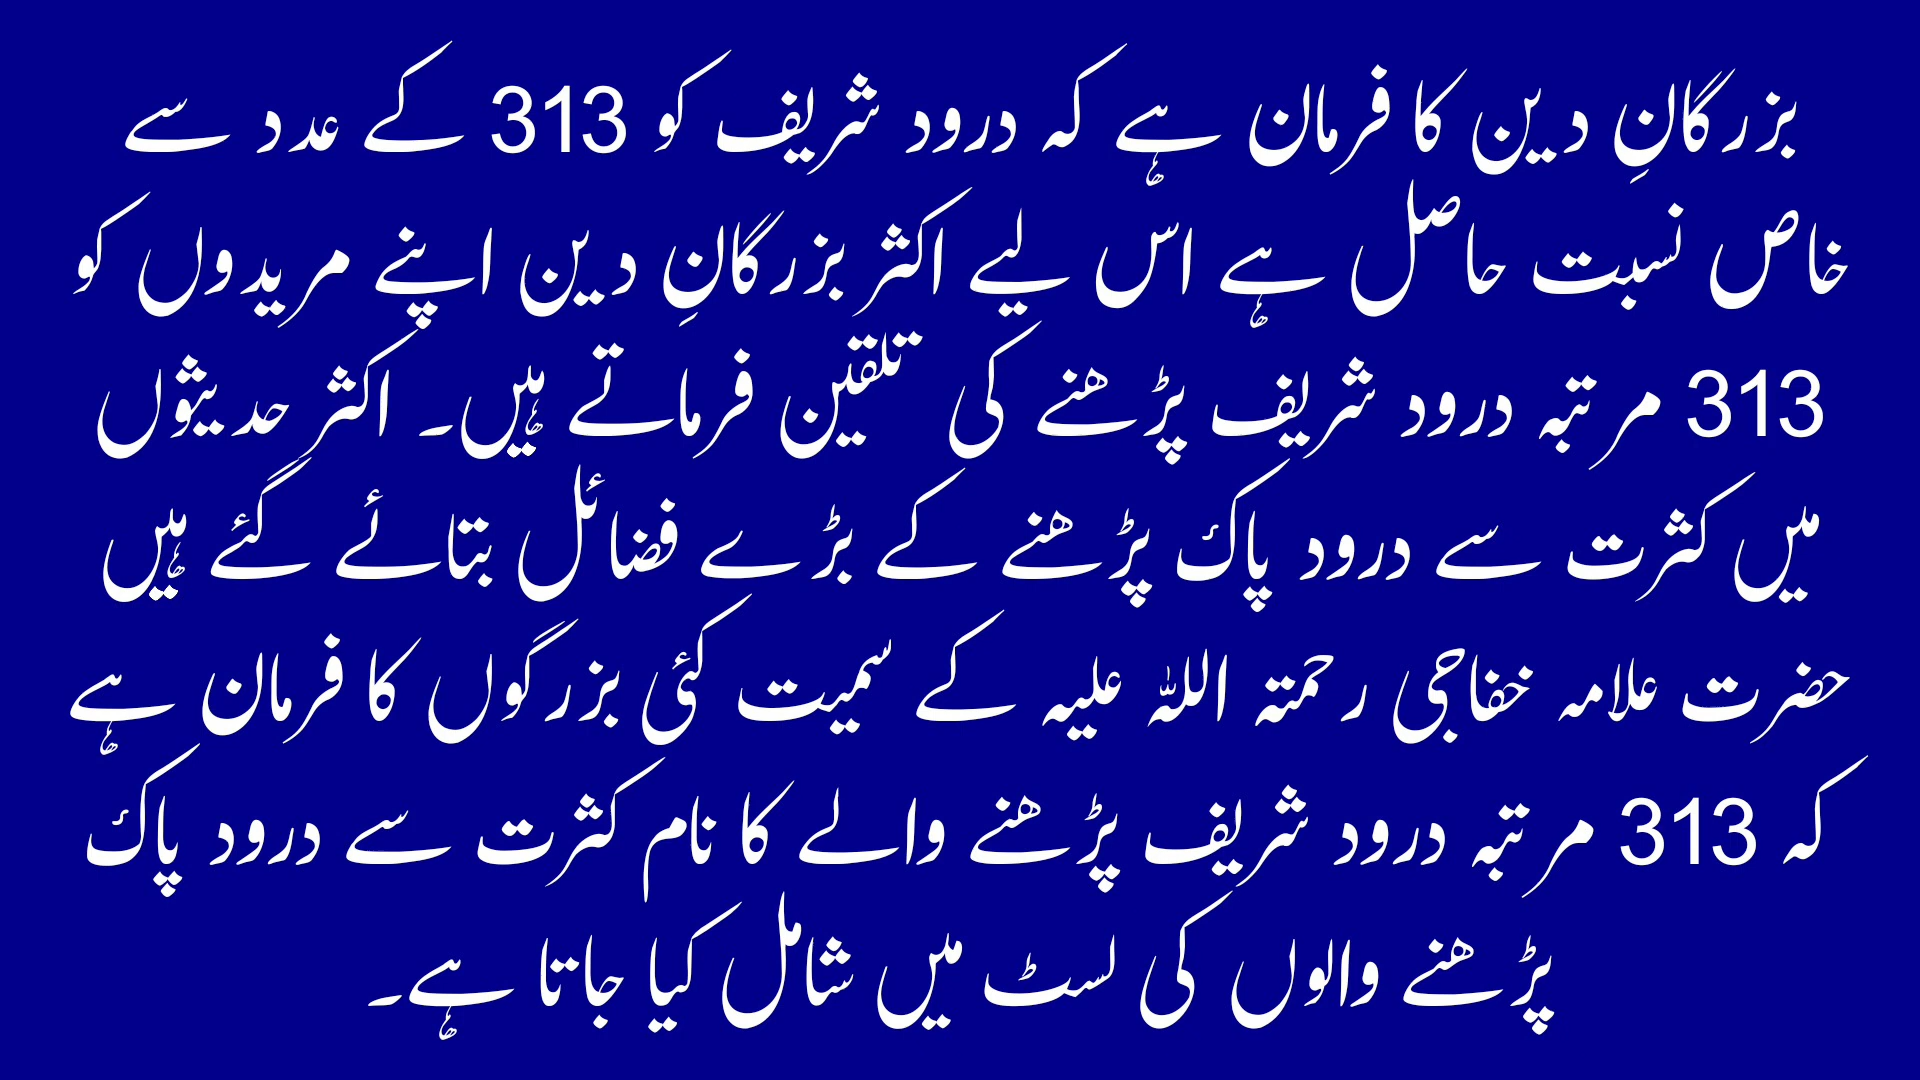 بزرگانِ دین کا فرمان ہے کہ درود شریف کو 313 کے عدد سے
خاص نسبت حاصل ہے اس لیے اکثر بزرگانِ دین اپنے مریدوں کو
313 مرتبہ درود شریف پڑھنے کی تلقین فرماتے ہیں۔ اکثر حدیثوں
میں کثرت سے درود پاک پڑھنے کے بڑے فضائل بتائے گئے ہیں
حضرت علامہ خفاجی رحمتہ اللہ علیہ کے سمیت کئی بزرگوں کا فرمان ہے
کہ 313 مرتبہ درود شریف پڑھنے والے کا نام کثرت سے درود پاک
پڑھنے والوں کی لسٹ میں شامل کیا جاتا ہے۔